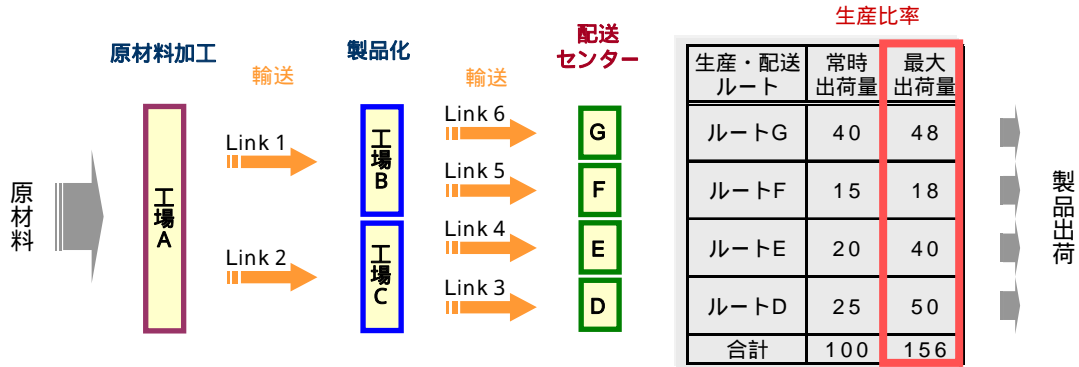 生産比率
原材料加工
製品化
配送
センター
輸送
輸送
原材料
工場A
Link 1
Link 2
工場B
工場C
Link 6
Link 5
Link 4
Link 3
G
F
E
D
生産・配送
ルート
常時
出荷量
最大
出荷量
ルートG 40 48
ルートF 15 18
ルートE 20 40
ルートD 25 50
合計 100 156
製品出荷